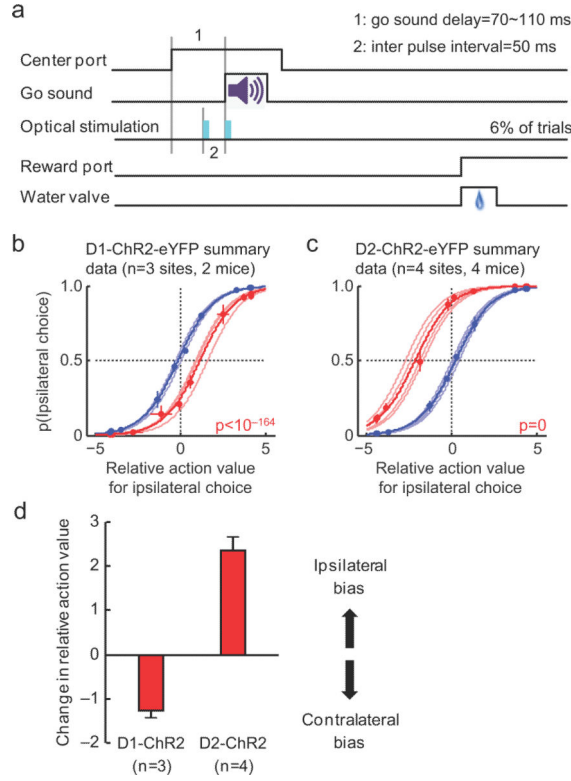 a
1: go sound delay=70~110 ms
2: inter pulse interval=50 ms
1
Center port
Go sound
Optical stimulation
6% of trials
2
Reward port
Water valve
b
D1-ChR2-eYFP summary
data (n=3 sites, 2 mice)
p(Ipsilateral choice)
1.0
0.5
0
−5
0
5
p<10⁻¹⁶⁴
Relative action value
for ipsilateral choice
c
D2-ChR2-eYFP summary
data (n=4 sites, 4 mice)
1.0
0.5
0
−5
0
5
p=0
Relative action value
for ipsilateral choice
d
Change in relative action value
3
2
1
0
−1
−2
D1-ChR2
(n=3)
D2-ChR2
(n=4)
Ipsilateral
bias
Contralateral
bias